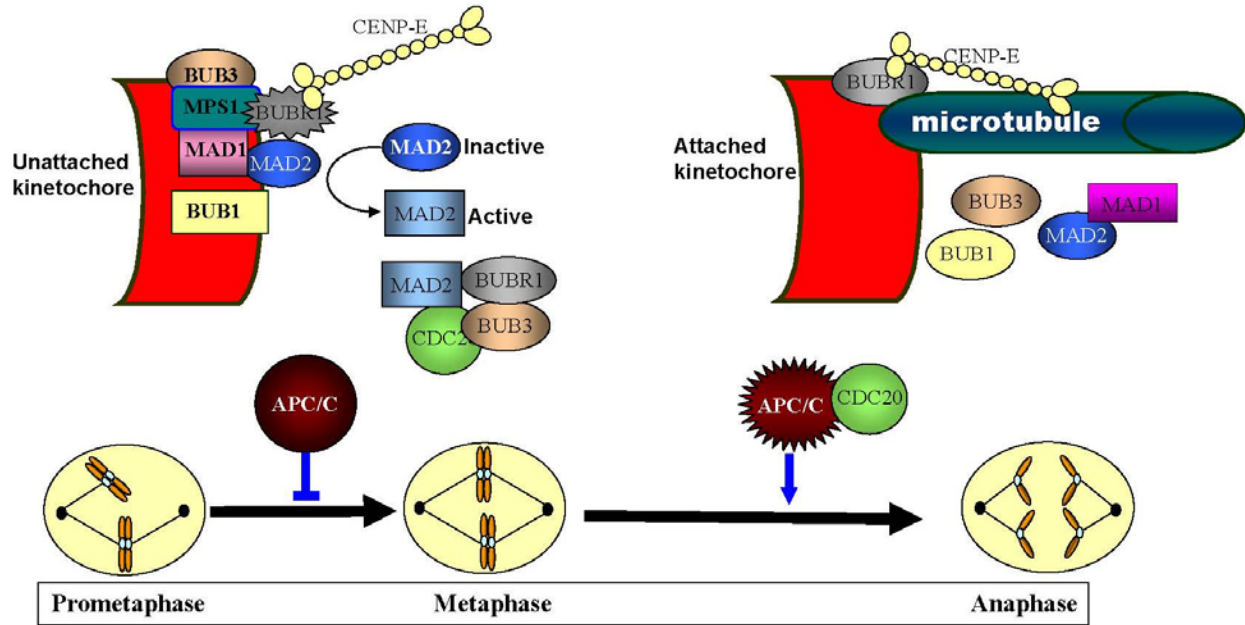 CENP-E
BUB3
MPS1
BUBR1
MAD1
MAD2
BUB1
Unattached
kinetochore
MAD2 Inactive
MAD2 Active
MAD2
BUBR1
CDC2
BUB3
CENP-E
BUBR1
microtubule
Attached
kinetochore
BUB3
MAD1
MAD2
BUB1
APC/C
APC/C
CDC20
Prometaphase
Metaphase
Anaphase